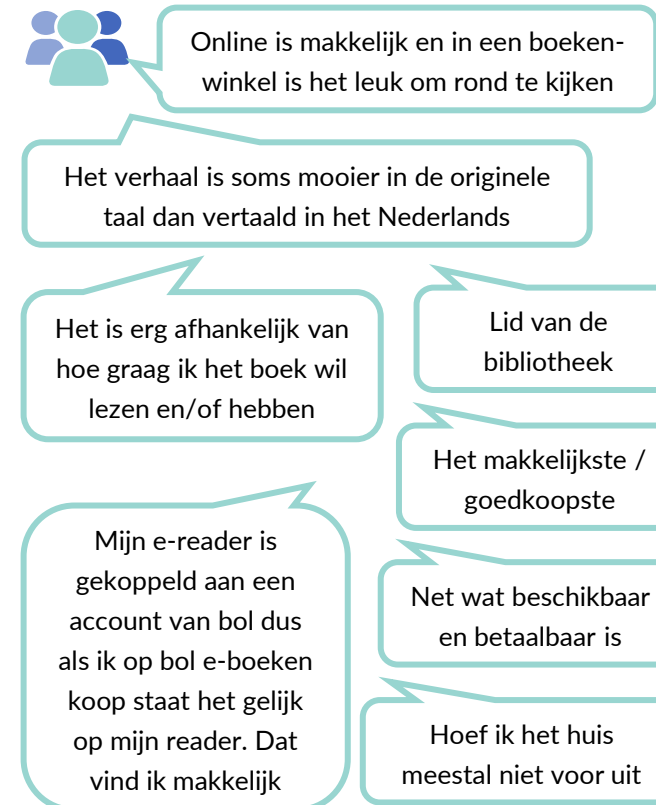 Online is makkelijk en in een boeken-
winkel is het leuk om rond te kijken
Het verhaal is soms mooier in de originele
taal dan vertaald in het Nederlands
Het is erg afhankelijk van
hoe graag ik het boek wil
lezen en/of hebben
Lid van de
bibliotheek
Het makkelijkste /
goedkoopste
Mijn e-reader is
gekoppeld aan een
account van bol dus
als ik op bol e-boeken
koop staat het gelijk
op mijn reader. Dat
vind ik makkelijk
Net wat beschikbaar
en betaalbaar is
Hoef ik het huis
meestal niet voor uit